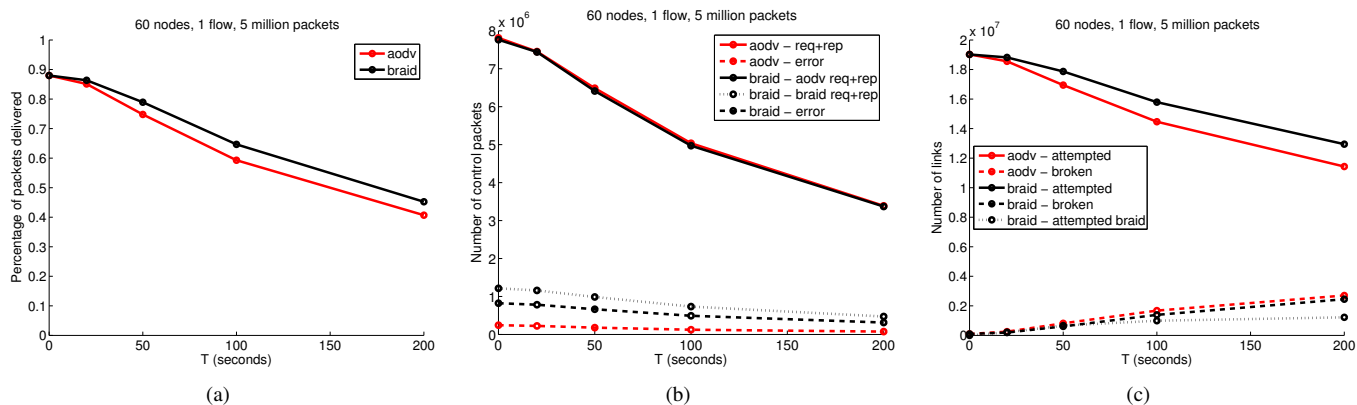 60 nodes, 1 flow, 5 million packets
1
0.9
0.8
0.7
0.6
0.5
0.4
0.3
0.2
0.1
0
Percentage of packets delivered
aodv
braid
0 50 100 150 200
T (seconds)
(a)
60 nodes, 1 flow, 5 million packets
x 10^6
8
7
6
5
4
3
2
1
0
Number of control packets
aodv − req+rep
aodv − error
braid − aodv req+rep
braid − braid req+rep
braid − error
0 50 100 150 200
T (seconds)
(b)
60 nodes, 1 flow, 5 million packets
x 10^7
2
1.8
1.6
1.4
1.2
1
0.8
0.6
0.4
0.2
0
Number of links
aodv − attempted
aodv − broken
braid − attempted
braid − broken
braid − attempted braid
0 50 100 150 200
T (seconds)
(c)